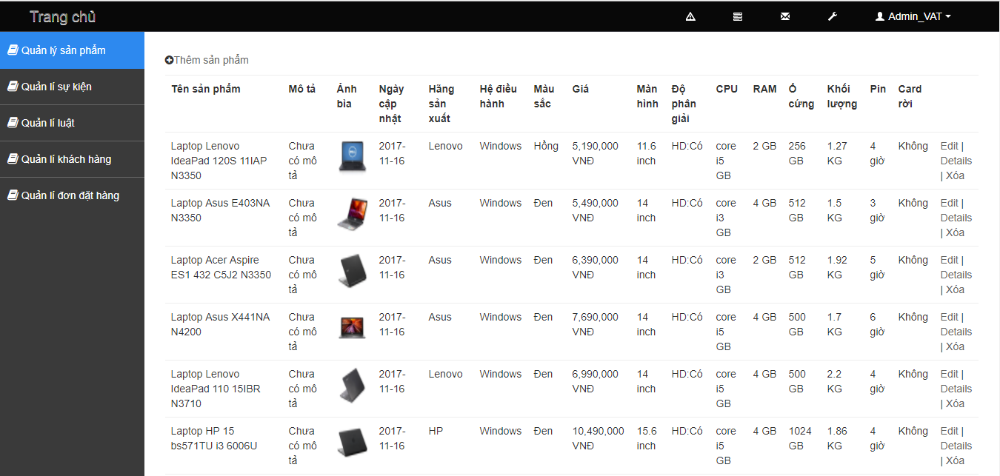 Trang chủ
Admin_VAT
Quản lý sản phẩm
Quản lí sự kiện
Quản lí luật
Quản lí khách hàng
Quản lí đơn đặt hàng
Thêm sản phẩm
Tên sản phẩm Mô tả Ảnh Ngày Hãng Hệ điều Màu Giá Màn Độ CPU RAM Ổ Khối Pin Card
bìa cập sản hành sắc hình phân cứng lượng rời
nhật xuất giải
Laptop Lenovo Chưa 2017- Lenovo Windows Hồng 5,190,000 11.6 HD:Có core 2 GB 256 1.27 4 Không Edit |
IdeaPad 120S 11IAP có mô 11-16 VNĐ inch i5 GB KG giờ Details
N3350 tả GB | Xóa
Laptop Asus E403NA Chưa 2017- Asus Windows Đen 5,490,000 14 HD:Có core 4 GB 512 1.5 3 Không Edit |
N3350 có mô 11-16 VNĐ inch i3 GB KG giờ Details
tả GB | Xóa
Laptop Acer Aspire Chưa 2017- Asus Windows Đen 6,390,000 14 HD:Có core 2 GB 512 1.92 5 Không Edit |
ES1 432 C5J2 N3350 có mô 11-16 VNĐ inch i3 GB KG giờ Details
tả GB | Xóa
Laptop Asus X441NA Chưa 2017- Asus Windows Đen 7,690,000 14 HD:Có core 4 GB 500 1.7 6 Không Edit |
N4200 có mô 11-16 VNĐ inch i5 GB KG giờ Details
tả GB | Xóa
Laptop Lenovo Chưa 2017- Lenovo Windows Đen 6,990,000 14 HD:Có core 4 GB 500 2.2 4 Không Edit |
IdeaPad 110 15IBR có mô 11-16 VNĐ inch i5 GB KG giờ Details
N3710 tả GB | Xóa
Laptop HP 15 Chưa 2017- HP Windows Đen 10,490,000 15.6 HD:Có core 4 GB 1024 1.86 4 Không Edit |
bs571TU i3 6006U có mô 11-16 VNĐ inch i5 GB KG giờ Details
tả GB | Xóa